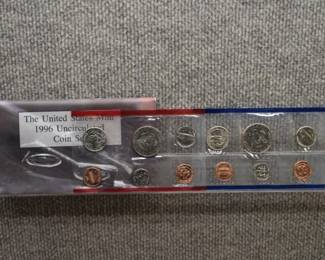 The United States Mint
1996 Uncirculated
Coin Set